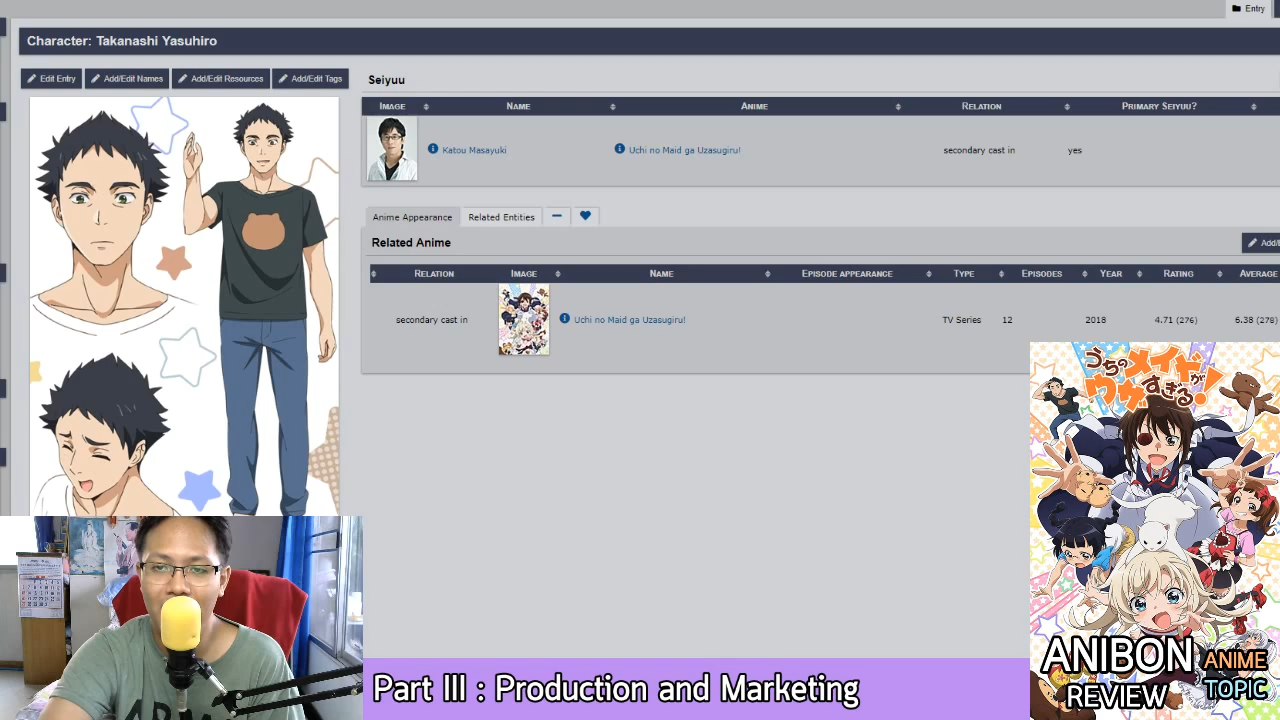 Entry
Character: Takanashi Yasuhiro
Edit Entry
Add/Edit Names
Add/Edit Resources
Add/Edit Tags
Seiyuu
Image
Name
Anime
Relation
Primary Seiyuu?
Katou Masayuki
Uchi no Maid ga Uzasugiru!
secondary cast in
yes
Anime Appearance
Related Entities
Related Anime
Add/E
Relation
Image
Name
Episode appearance
Type
Episodes
Year
Rating
Average
secondary cast in
Uchi no Maid ga Uzasugiru!
TV Series
12
2018
4.71 (276)
6.38 (278)
うちの
メイドが
ウザすぎる!
ANIBON
REVIEW
ANIME
TOPIC
Part III : Production and Marketing